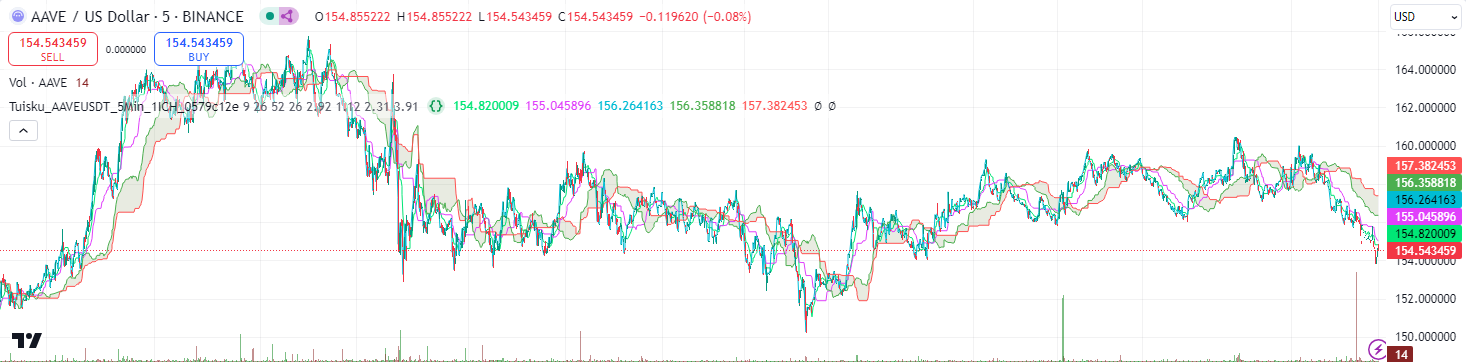 AAVE / US Dollar · 5 · BINANCE O154.855222 H154.855222 L154.543459 C154.543459 −0.119620 (−0.08%)
USD
154.543459 0.000000 154.543459
SELL BUY
Vol · AAVE 14
Tuisku_AAVEUSDT_5Min_1ICH_0579c12e 9 26 52 26 2.92 1.12 2.31 3.91 {} 154.820009 155.045896 156.264163 156.358818 157.382453 Ø Ø
164.000000
162.000000
160.000000
157.382453
156.358818
156.264163
155.045896
154.820009
154.543459
154.000000
152.000000
150.000000
14